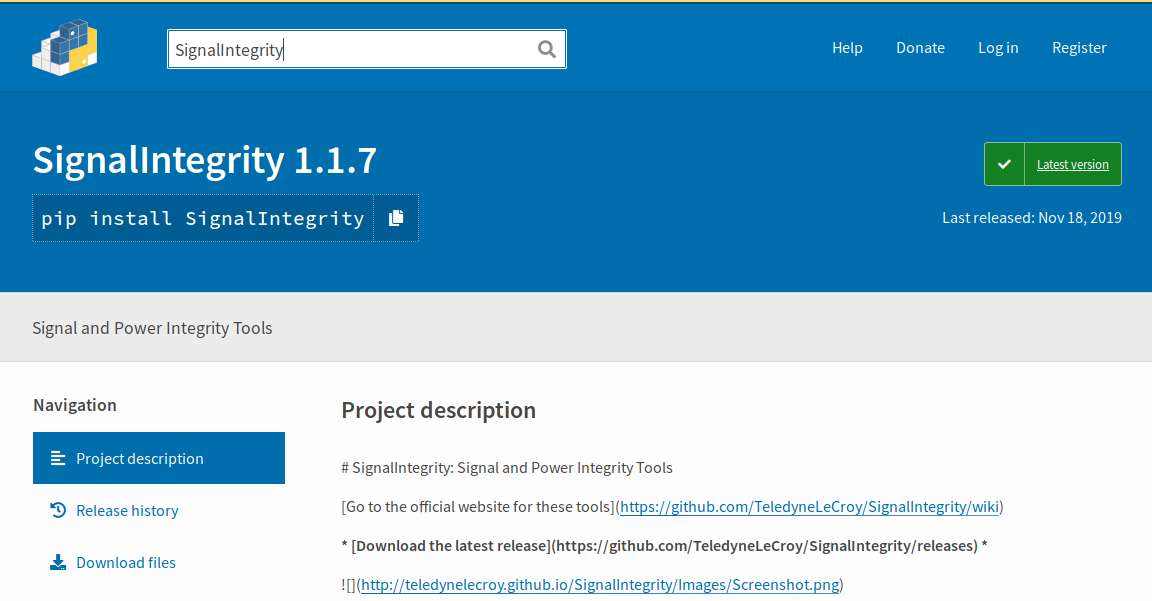 SignalIntegrity
Help
Donate
Log in
Register
SignalIntegrity 1.1.7
Latest version
pip install SignalIntegrity
Last released: Nov 18, 2019
Signal and Power Integrity Tools
Navigation
Project description
Release history
Download files
Project description
# SignalIntegrity: Signal and Power Integrity Tools
[Go to the official website for these tools](https://github.com/TeledyneLeCroy/SignalIntegrity/wiki)
* [Download the latest release](https://github.com/TeledyneLeCroy/SignalIntegrity/releases) *
![](http://teledynelecroy.github.io/SignalIntegrity/Images/Screenshot.png)